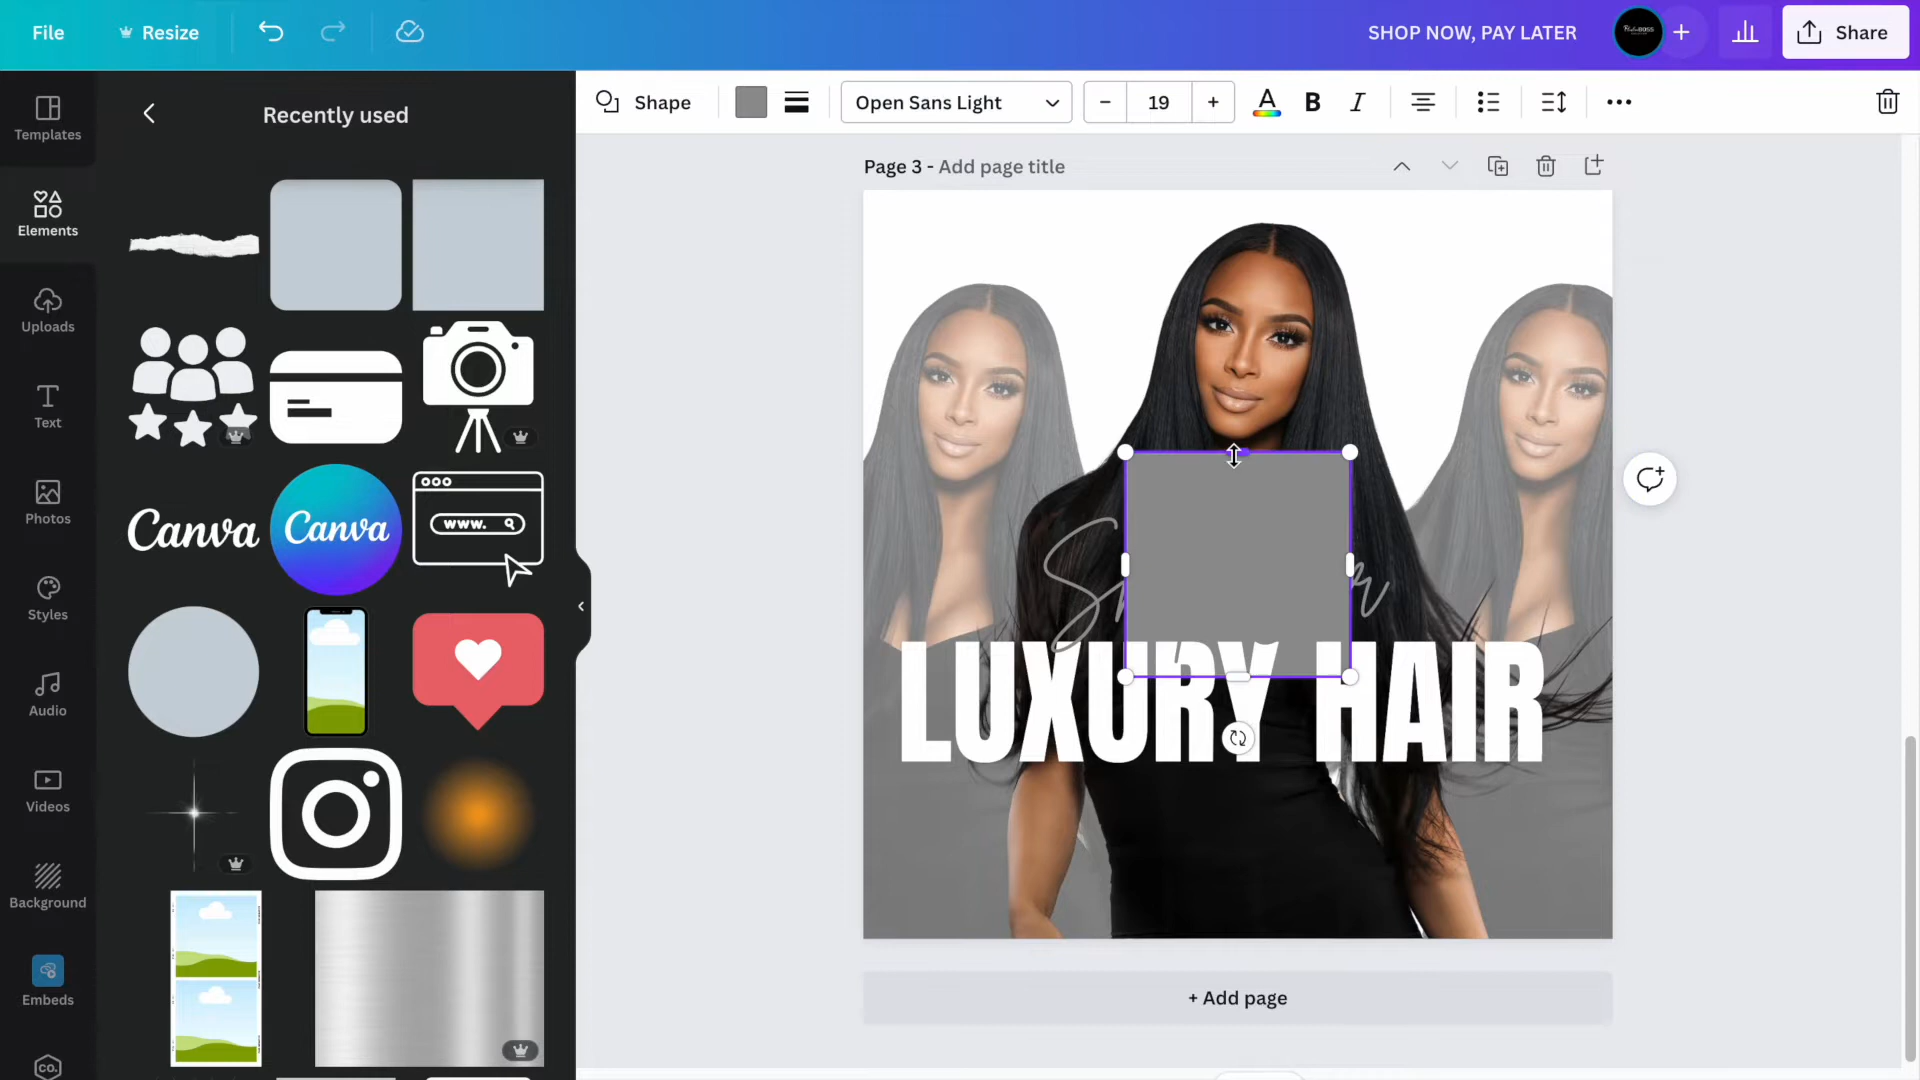 File
Resize
SHOP NOW, PAY LATER
Share
Templates
Elements
Uploads
Text
Photos
Styles
Audio
Videos
Background
Embeds
co.
Recently used
Canva
Canva
www.
Shape
Open Sans Light
19
A
B
I
Page 3 - Add page title
LUXURY HAIR
+ Add page